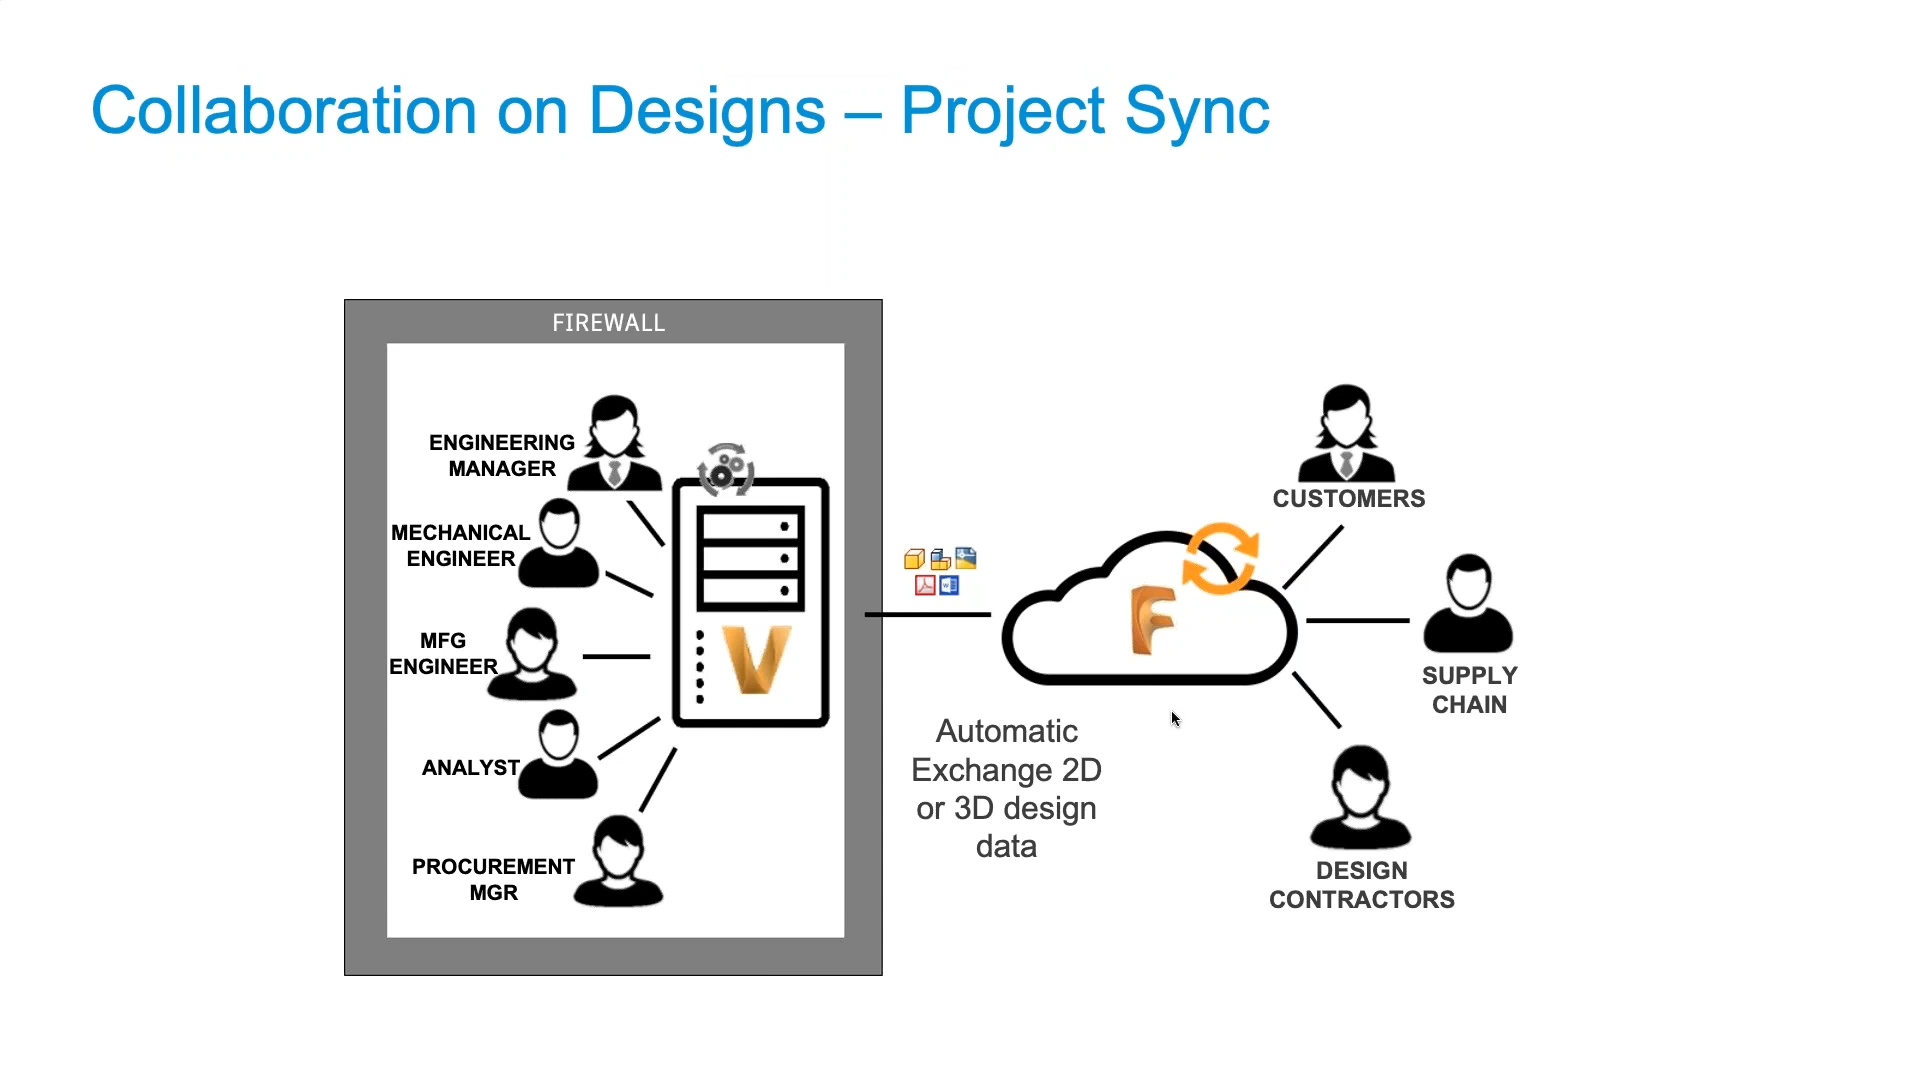 Collaboration on Designs – Project Sync
FIREWALL
ENGINEERING
MANAGER
MECHANICAL
ENGINEER
MFG
ENGINEER
ANALYST
PROCUREMENT
MGR
V
Automatic
Exchange 2D
or 3D design
data
F
CUSTOMERS
SUPPLY
CHAIN
DESIGN
CONTRACTORS